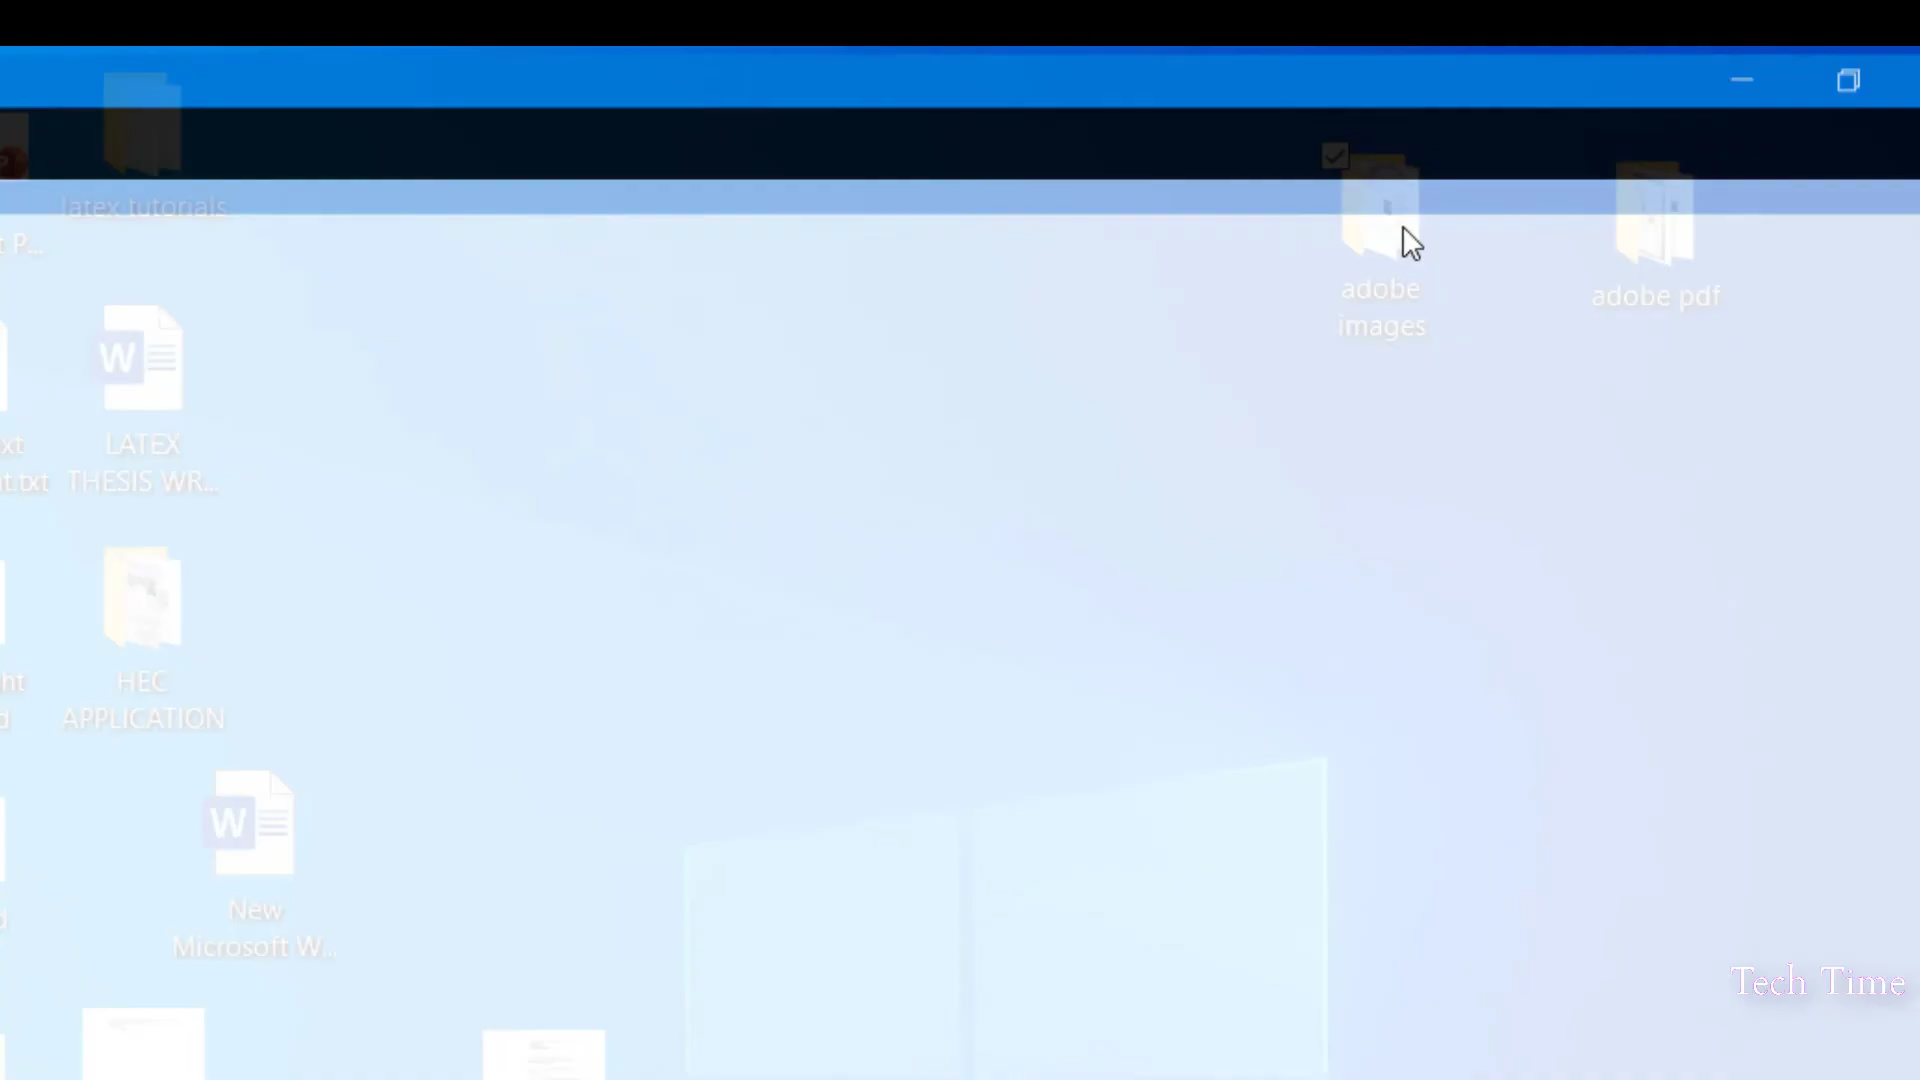 latex tutorials
t P...
adobe
images
adobe pdf
xt
t.txt
LATEX
THESIS WR...
ht
d
HEC
APPLICATION
d
New
Microsoft W...
Tech Time